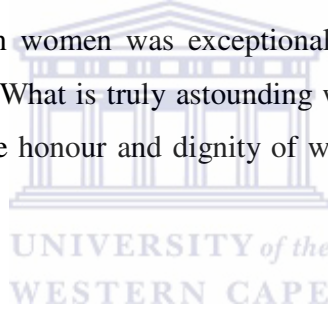 n women was exceptional
What is truly astounding
e honour and dignity of w
UNIVERSITY of the
WESTERN CAPE